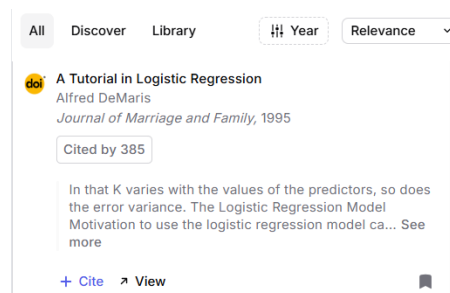 All Discover Library Year Relevance
doi A Tutorial in Logistic Regression
Alfred DeMaris
Journal of Marriage and Family, 1995
Cited by 385
In that K varies with the values of the predictors, so does
the error variance. The Logistic Regression Model
Motivation to use the logistic regression model ca... See
more
+ Cite View